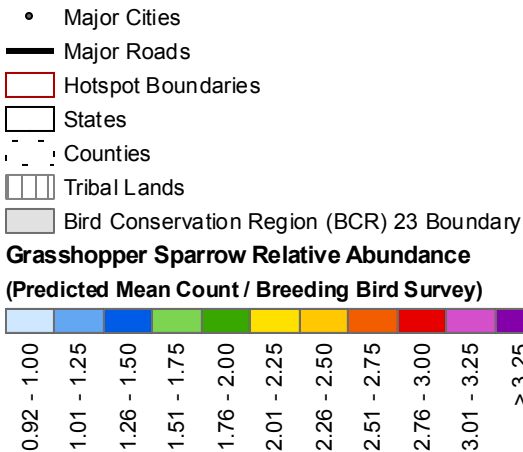 Major Cities
Major Roads
Hotspot Boundaries
States
Counties
Tribal Lands
Bird Conservation Region (BCR) 23 Boundary
Grasshopper Sparrow Relative Abundance
(Predicted Mean Count / Breeding Bird Survey)
0.92 - 1.00
1.01 - 1.25
1.26 - 1.50
1.51 - 1.75
1.76 - 2.00
2.01 - 2.25
2.26 - 2.50
2.51 - 2.75
2.76 - 3.00
3.01 - 3.25
> 3.25